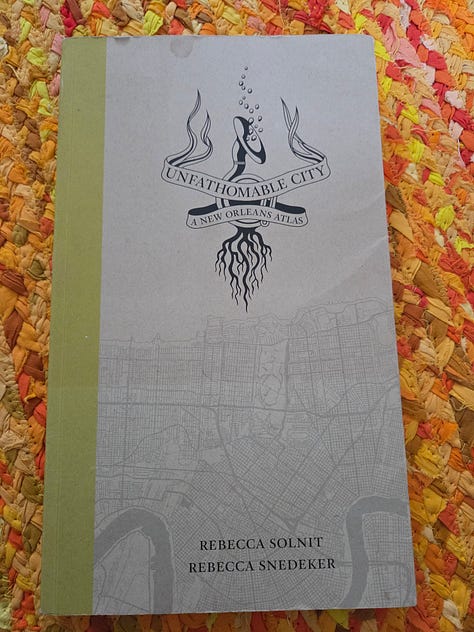 UNFATHOMABLE CITY
A NEW ORLEANS ATLAS
REBECCA SOLNIT
REBECCA SNEDEKER